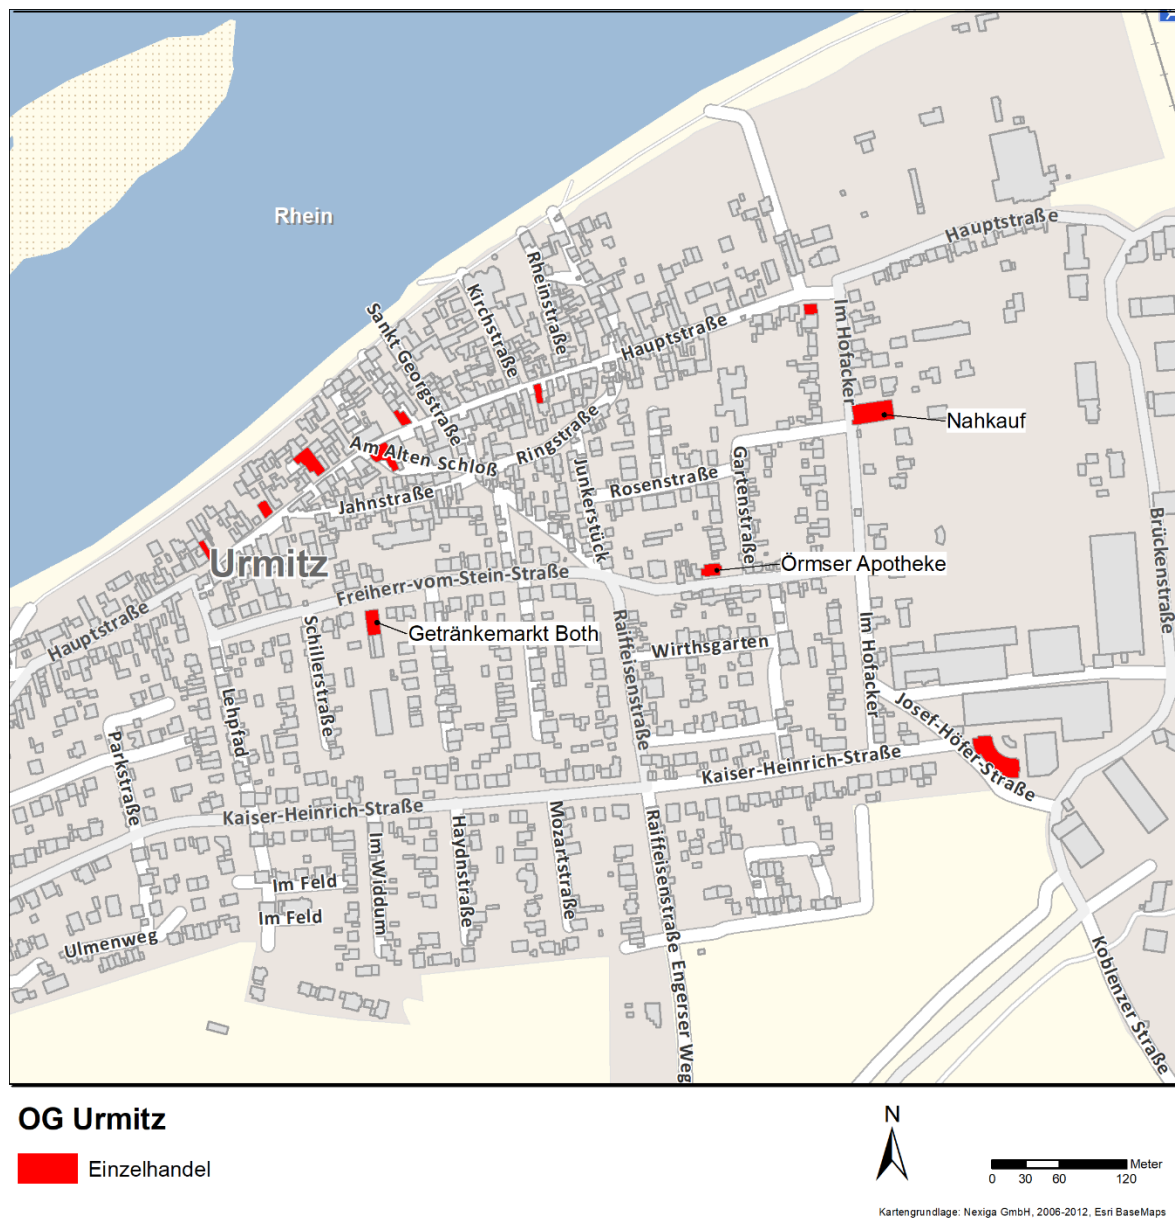 Rhein
Hauptstraße
Rheinstraße
Kirchstraße
Sankt Georgstraße
Hauptstraße
Im Hofacker
Nahkauf
Am Alten Schloß
Ringstraße
Junkerstück
Rosenstraße
Gartenstraße
Jahnstraße
Brückenstraße
Urmitz
Örmser Apotheke
Freiherr-vom-Stein-Straße
Hauptstraße
Getränkemarkt Both
Schillerstraße
Raiffeisenstraße
Wirthsgarten
Im Hofacker
Lehpfad
Parkstraße
Josef-Höfer-Straße
Kaiser-Heinrich-Straße
Kaiser-Heinrich-Straße
Im Widdum
Haydnstraße
Mozartstraße
Raiffeisenstraße
Im Feld
Im Feld
Ulmenweg
Engerser Weg
Koblenzer Straße
OG Urmitz
Einzelhandel
N
Meter
0 30 60 120
Kartengrundlage: Nexiga GmbH, 2006-2012, Esri BaseMaps